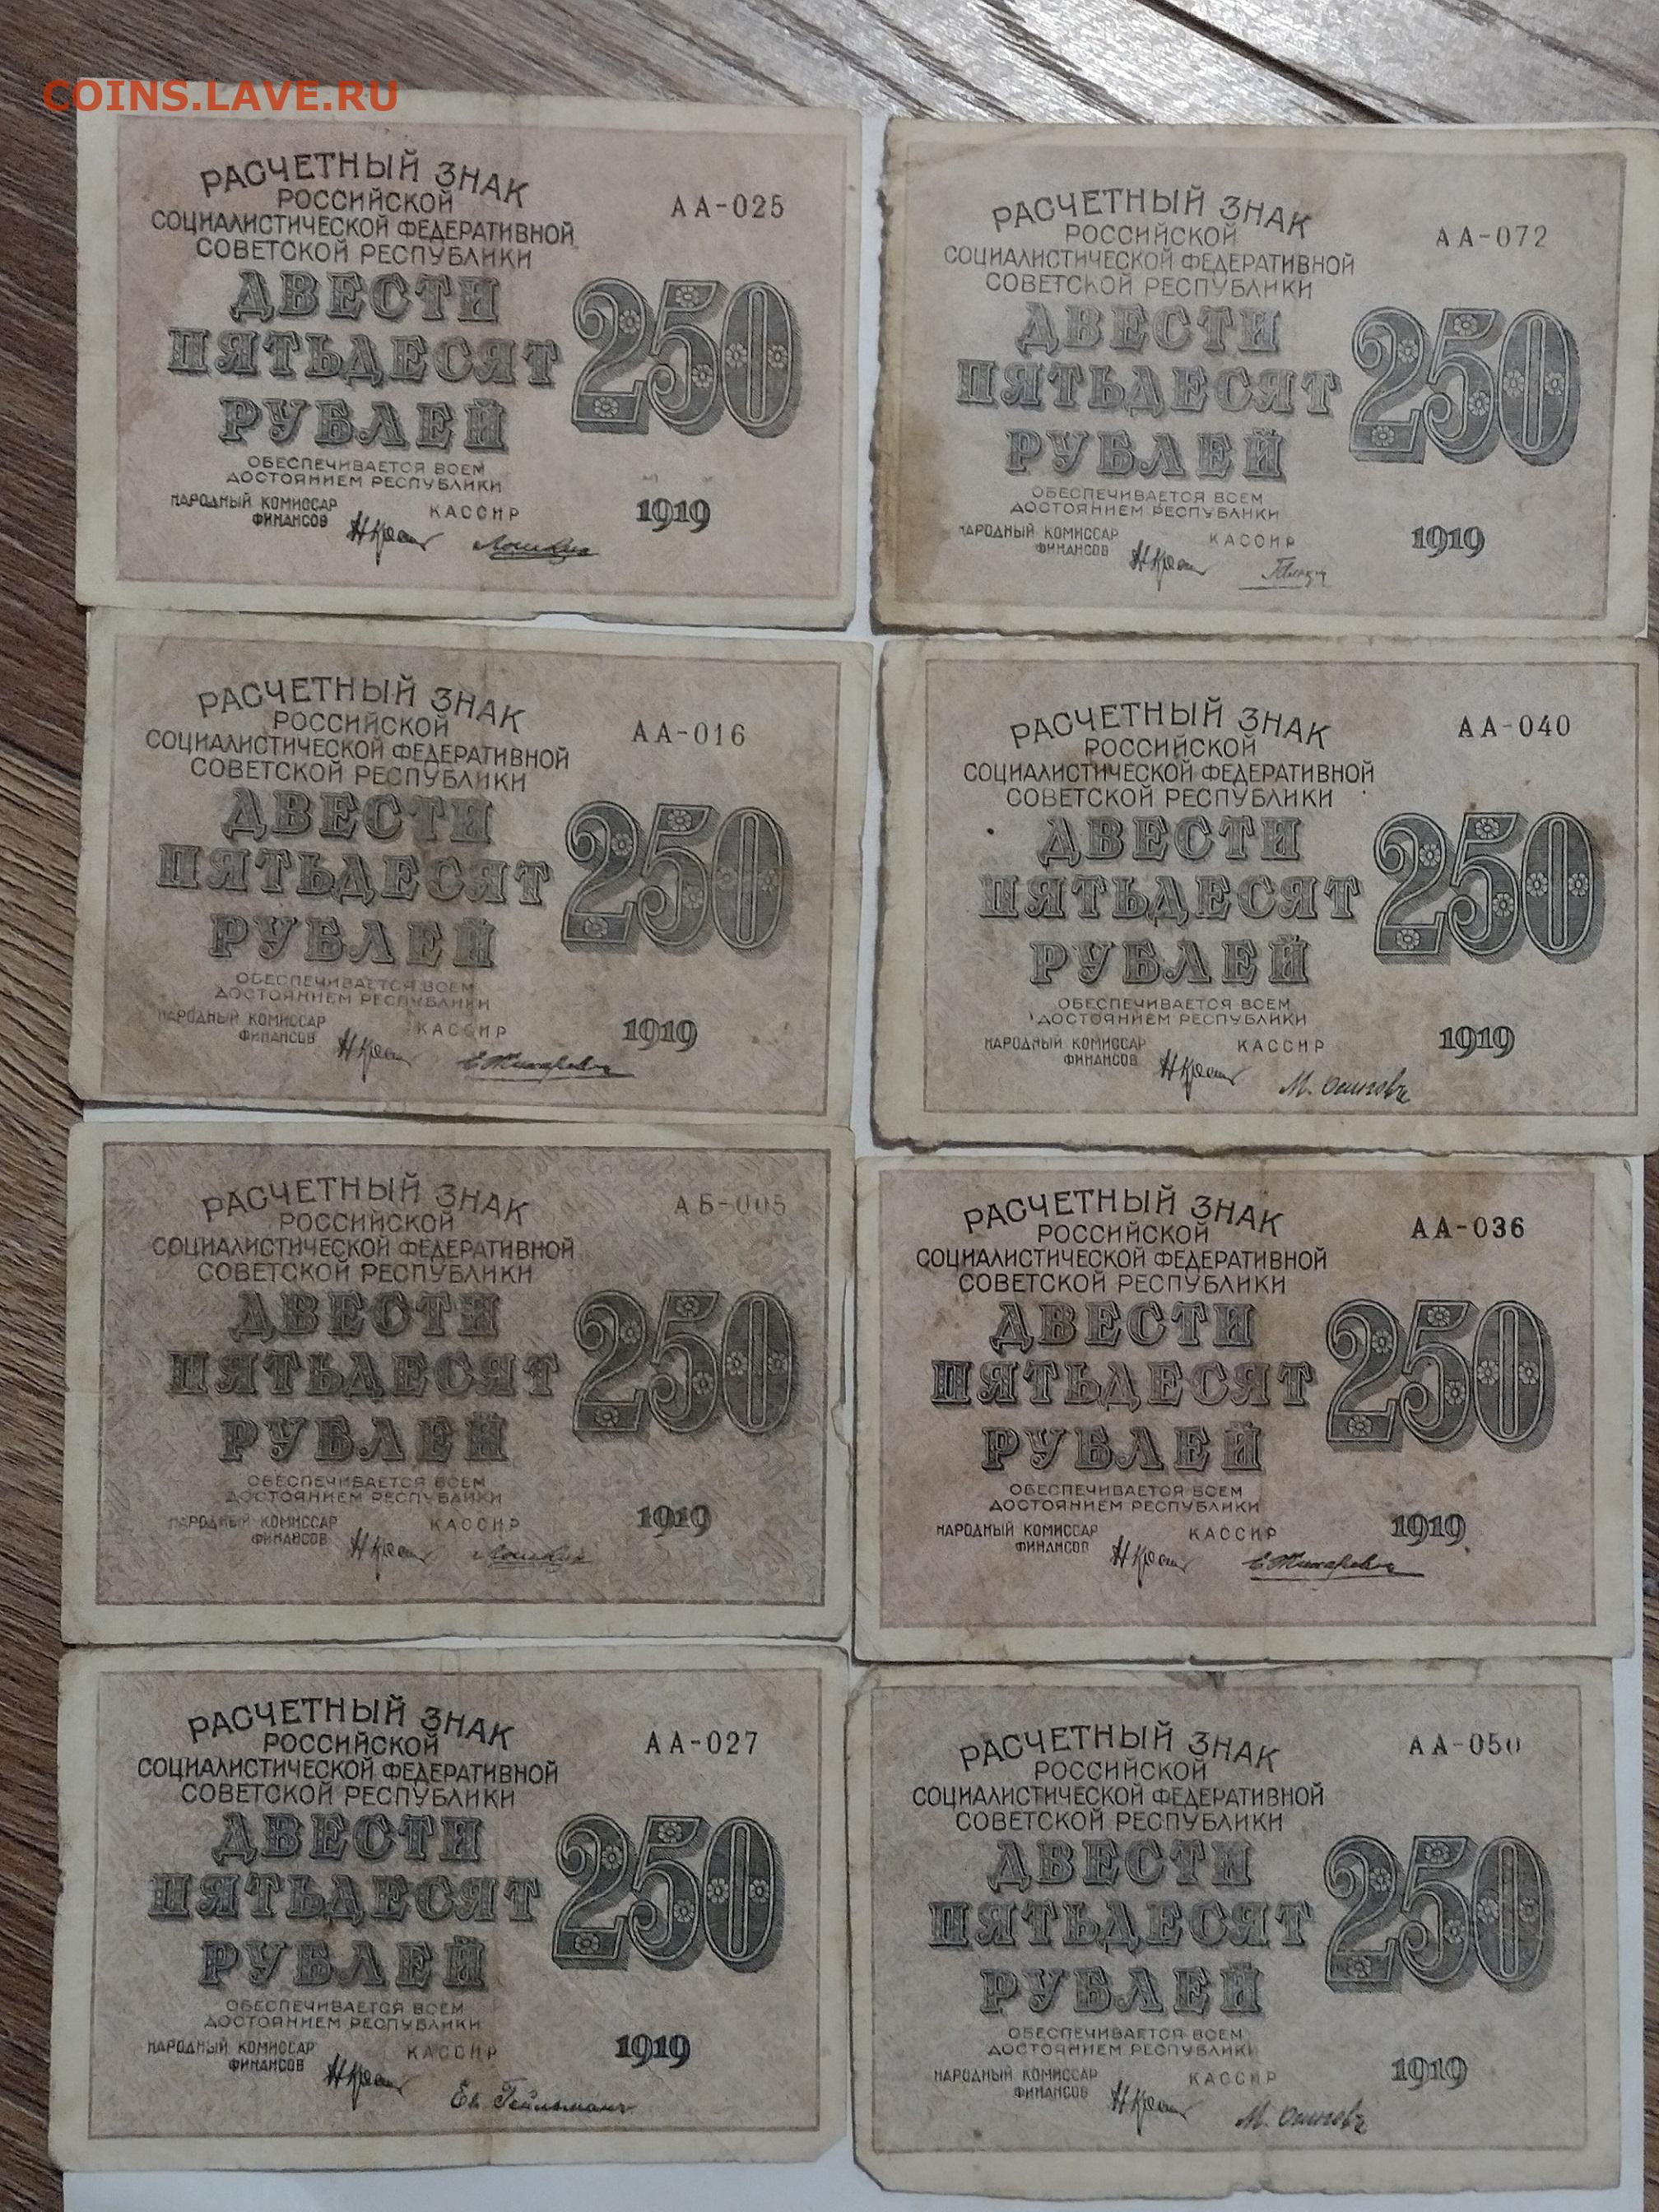 COINS.LAVE.RU
РАСЧЕТНЫЙ ЗНАК
РОССИЙСКОЙ
СОЦИАЛИСТИЧЕСКОЙ ФЕДЕРАТИВНОЙ
СОВЕТСКОЙ РЕСПУБЛИКИ
АА-025
ДВЕСТИ
ПЯТЬДЕСЯТ
РУБЛЕЙ
250
ОБЕСПЕЧИВАЕТСЯ ВСЕМ
ДОСТОЯНИЕМ РЕСПУБЛИКИ
НАРОДНЫЙ КОМИССАР
ФИНАНСОВ
КАССИР
1919
РАСЧЕТНЫЙ ЗНАК
РОССИЙСКОЙ
СОЦИАЛИСТИЧЕСКОЙ ФЕДЕРАТИВНОЙ
СОВЕТСКОЙ РЕСПУБЛИКИ
АА-072
ДВЕСТИ
ПЯТЬДЕСЯТ
РУБЛЕЙ
250
ОБЕСПЕЧИВАЕТСЯ ВСЕМ
ДОСТОЯНИЕМ РЕСПУБЛИКИ
НАРОДНЫЙ КОМИССАР
ФИНАНСОВ
КАССИР
1919
РАСЧЕТНЫЙ ЗНАК
РОССИЙСКОЙ
СОЦИАЛИСТИЧЕСКОЙ ФЕДЕРАТИВНОЙ
СОВЕТСКОЙ РЕСПУБЛИКИ
АА-016
ДВЕСТИ
ПЯТЬДЕСЯТ
РУБЛЕЙ
250
ОБЕСПЕЧИВАЕТСЯ ВСЕМ
ДОСТОЯНИЕМ РЕСПУБЛИКИ
НАРОДНЫЙ КОМИССАР
ФИНАНСОВ
КАССИР
1919
Е Жихаревъ
РАСЧЕТНЫЙ ЗНАК
РОССИЙСКОЙ
СОЦИАЛИСТИЧЕСКОЙ ФЕДЕРАТИВНОЙ
СОВЕТСКОЙ РЕСПУБЛИКИ
АА-040
ДВЕСТИ
ПЯТЬДЕСЯТ
РУБЛЕЙ
250
ОБЕСПЕЧИВАЕТСЯ ВСЕМ
ДОСТОЯНИЕМ РЕСПУБЛИКИ
НАРОДНЫЙ КОМИССАР
ФИНАНСОВ
КАССИР
1919
М. Осиповъ
РАСЧЕТНЫЙ ЗНАК
РОССИЙСКОЙ
СОЦИАЛИСТИЧЕСКОЙ ФЕДЕРАТИВНОЙ
СОВЕТСКОЙ РЕСПУБЛИКИ
АБ-005
ДВЕСТИ
ПЯТЬДЕСЯТ
РУБЛЕЙ
250
ОБЕСПЕЧИВАЕТСЯ ВСЕМ
ДОСТОЯНИЕМ РЕСПУБЛИКИ
НАРОДНЫЙ КОМИССАР
ФИНАНСОВ
КАССИР
1919
РАСЧЕТНЫЙ ЗНАК
РОССИЙСКОЙ
СОЦИАЛИСТИЧЕСКОЙ ФЕДЕРАТИВНОЙ
СОВЕТСКОЙ РЕСПУБЛИКИ
АА-036
ДВЕСТИ
ПЯТЬДЕСЯТ
РУБЛЕЙ
250
ОБЕСПЕЧИВАЕТСЯ ВСЕМ
ДОСТОЯНИЕМ РЕСПУБЛИКИ
НАРОДНЫЙ КОМИССАР
ФИНАНСОВ
КАССИР
1919
Е Жихаревъ
РАСЧЕТНЫЙ ЗНАК
РОССИЙСКОЙ
СОЦИАЛИСТИЧЕСКОЙ ФЕДЕРАТИВНОЙ
СОВЕТСКОЙ РЕСПУБЛИКИ
АА-027
ДВЕСТИ
ПЯТЬДЕСЯТ
РУБЛЕЙ
250
ОБЕСПЕЧИВАЕТСЯ ВСЕМ
ДОСТОЯНИЕМ РЕСПУБЛИКИ
НАРОДНЫЙ КОМИССАР
ФИНАНСОВ
КАССИР
1919
Ев. Гейльманъ
РАСЧЕТНЫЙ ЗНАК
РОССИЙСКОЙ
СОЦИАЛИСТИЧЕСКОЙ ФЕДЕРАТИВНОЙ
СОВЕТСКОЙ РЕСПУБЛИКИ
АА-050
ДВЕСТИ
ПЯТЬДЕСЯТ
РУБЛЕЙ
250
ОБЕСПЕЧИВАЕТСЯ ВСЕМ
ДОСТОЯНИЕМ РЕСПУБЛИКИ
НАРОДНЫЙ КОМИССАР
ФИНАНСОВ
КАССИР
1919
М. Осиповъ